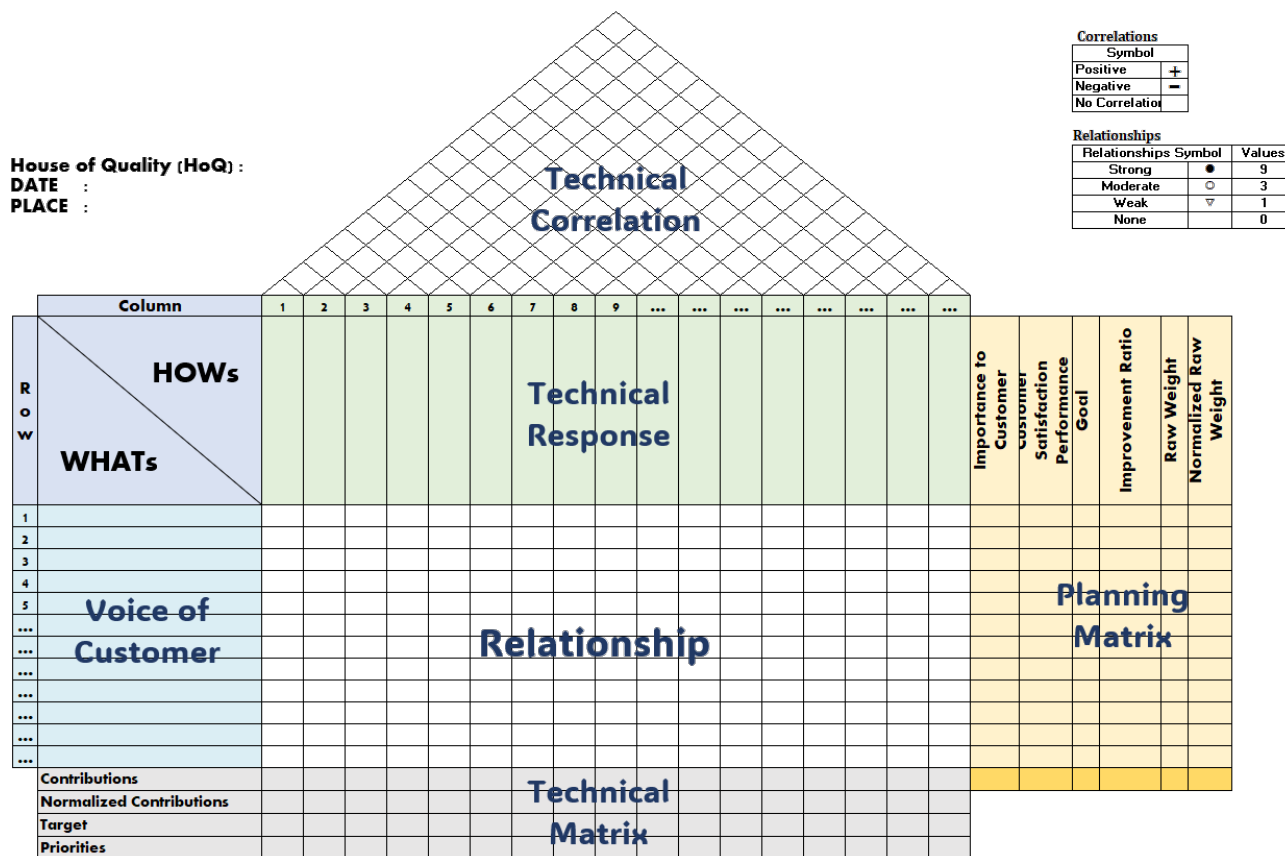 Correlations
Symbol
Positive +
Negative −
No Correlation
Relationships
Relationships Symbol Values
Strong ● 9
Moderate ○ 3
Weak ▽ 1
None 0
House of Quality (HoQ) :
DATE :
PLACE :
Technical
Correlation
Column 1 2 3 4 5 6 7 8 9 ... ... ... ... ... ... ... ...
Row
HOWs
WHATs
Technical
Response
Importance to
Customer
Customer
Satisfaction
Performance
Goal
Improvement Ratio
Raw Weight
Normalized Raw
Weight
1
2
3
4
5
...
...
...
...
...
...
...
Voice of
Customer
Relationship
Planning
Matrix
Contributions
Normalized Contributions
Target
Priorities
Technical
Matrix